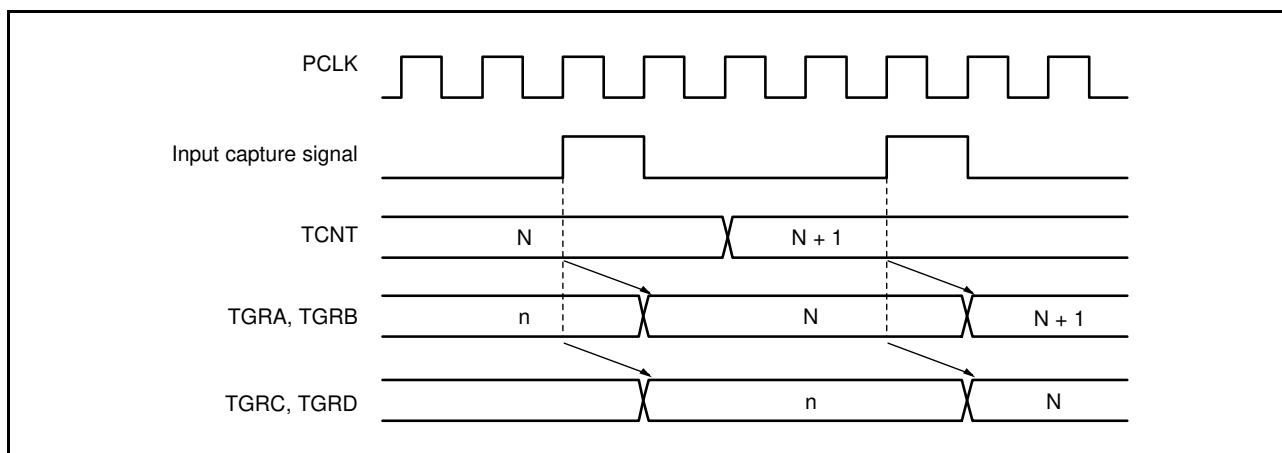 PCLK
Input capture signal
TCNT N N + 1
TGRA, TGRB n N N + 1
TGRC, TGRD n N